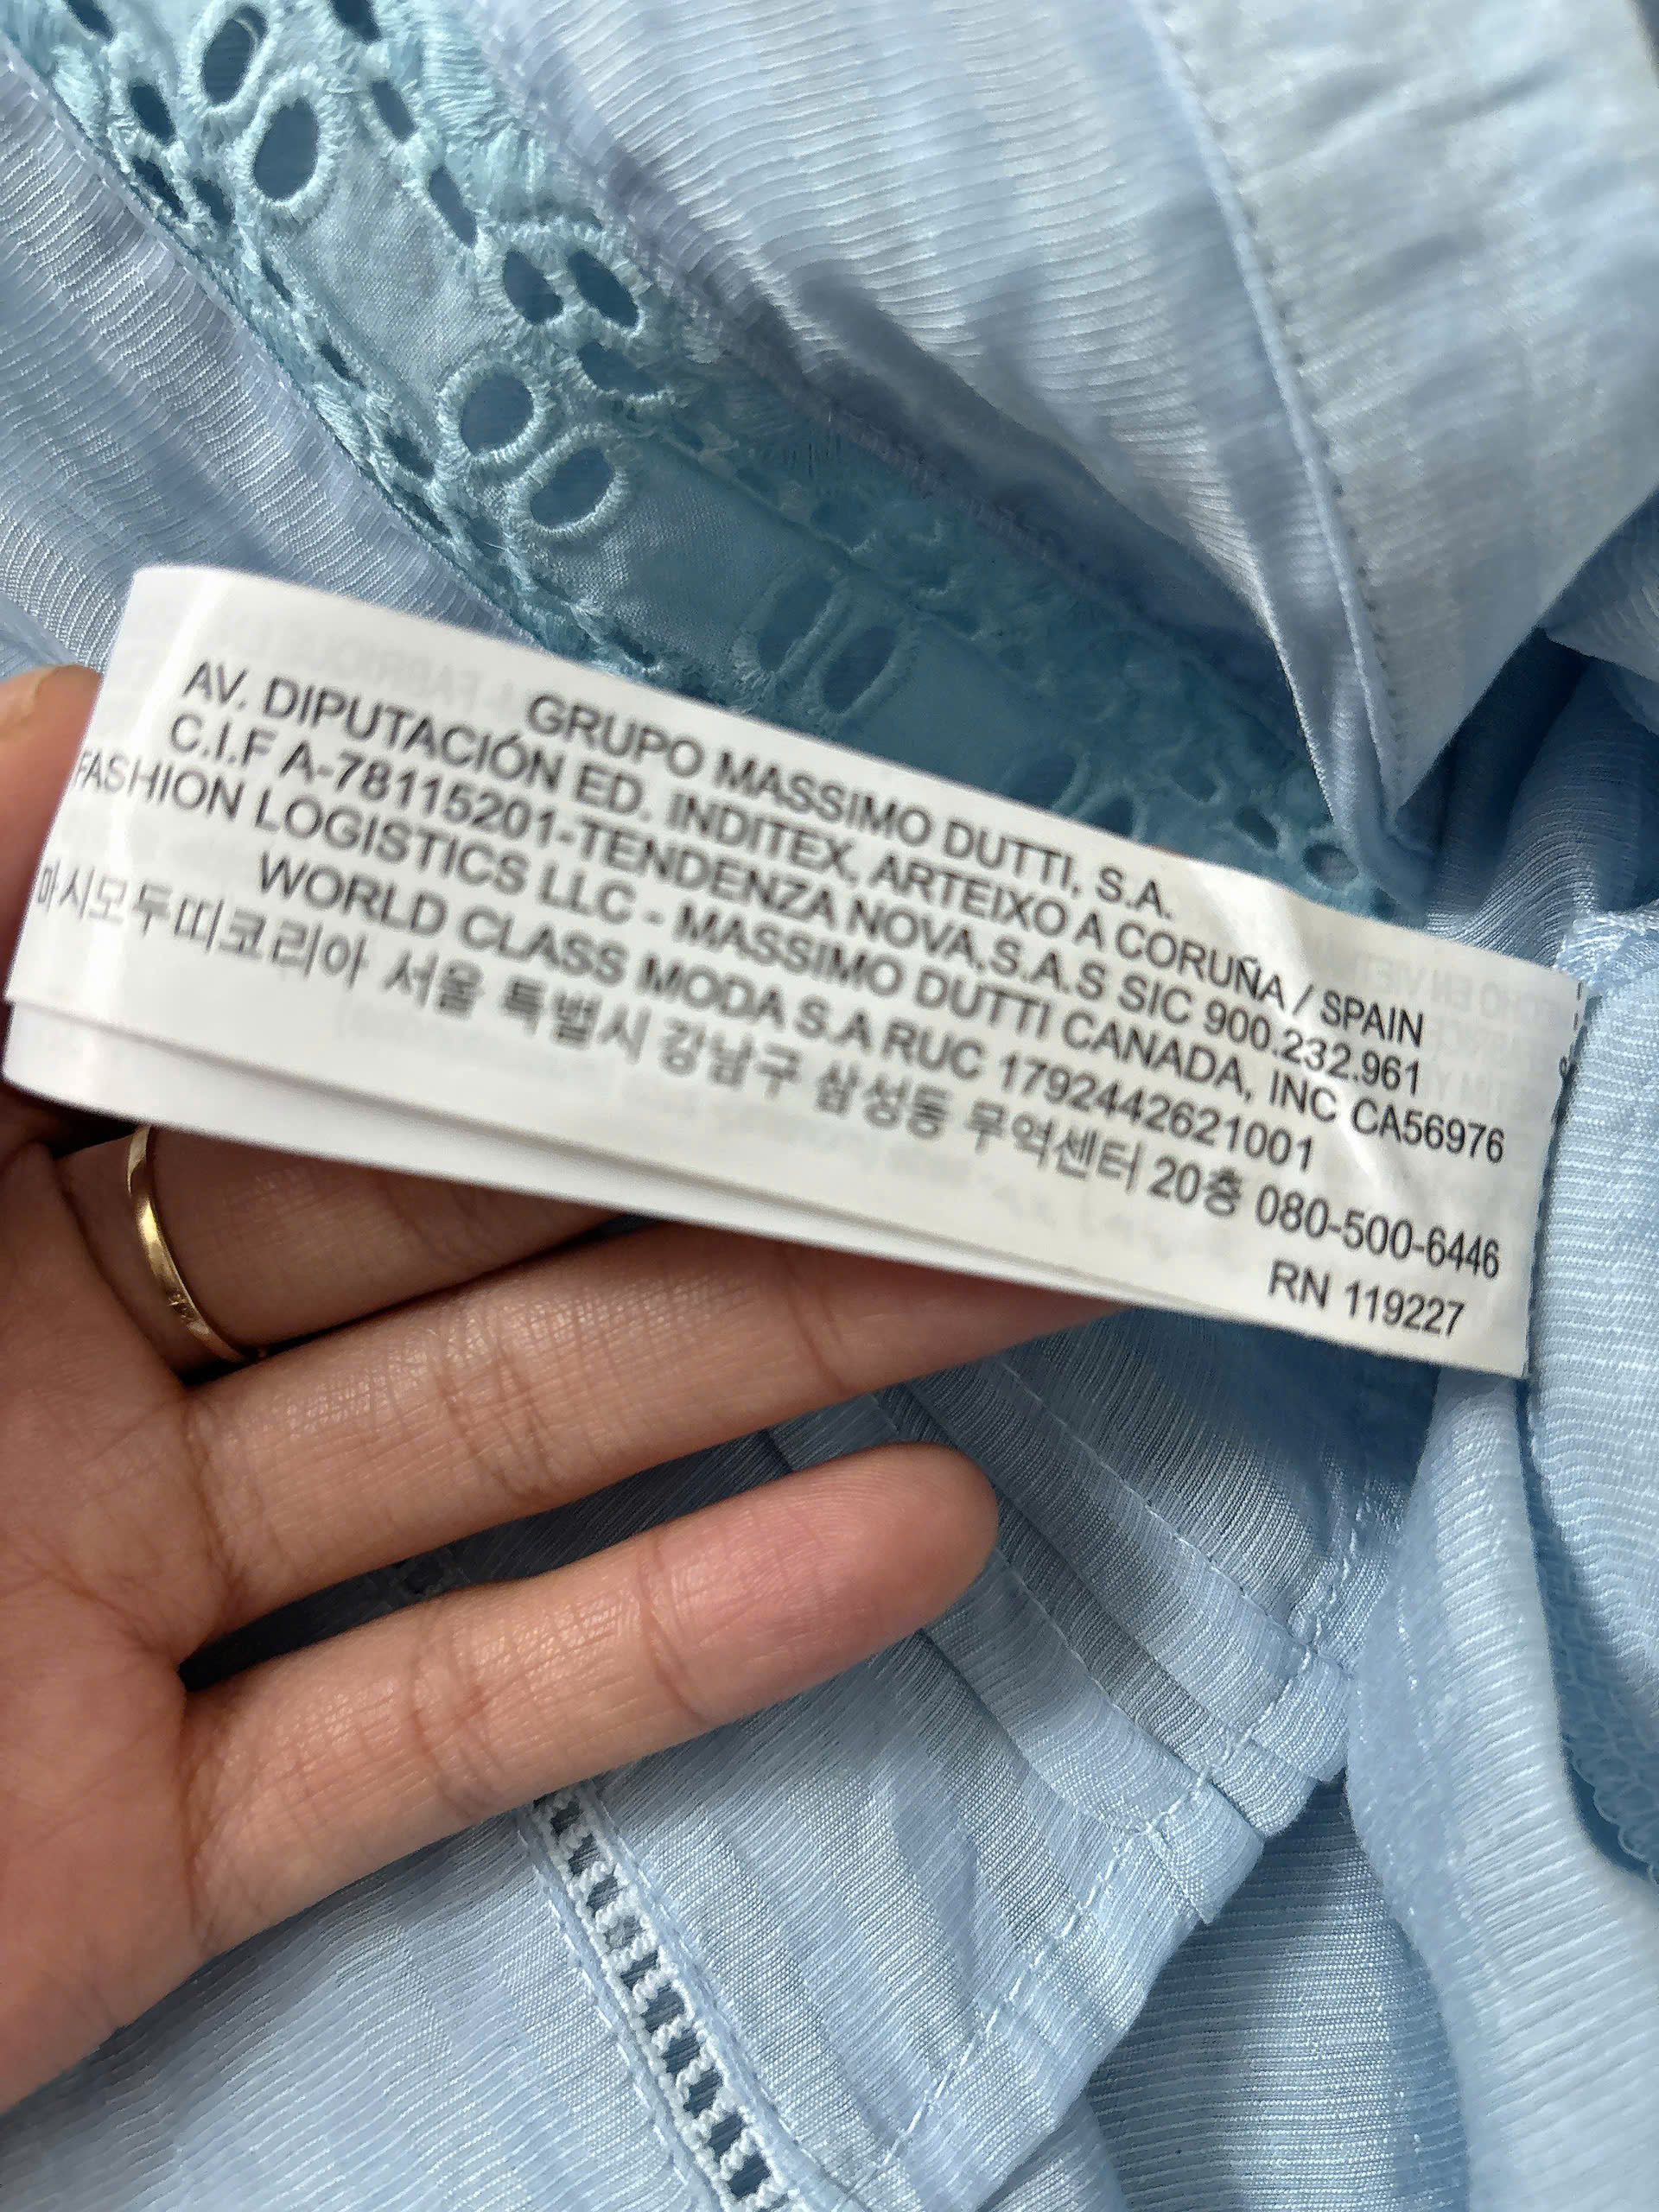 GRUPO MASSIMO DUTTI, S.A.
AV. DIPUTACIÓN ED. INDITEX, ARTEIXO A CORUÑA / SPAIN
C.I.F A-78115201-TENDENZA NOVA,S.A.S SIC 900.232.961
FASHION LOGISTICS LLC - MASSIMO DUTTI CANADA, INC CA56976
WORLD CLASS MODA S.A RUC 1792442621001
마시모두띠코리아 서울 특별시 강남구 삼성동 무역센터 20층 080-500-6446
RN 119227